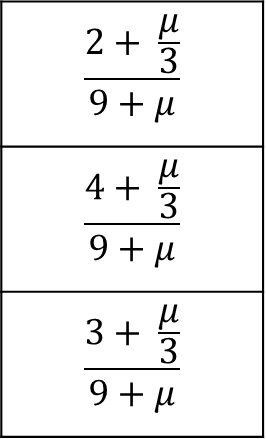 (2 + μ/3)/(9 + μ)
(4 + μ/3)/(9 + μ)
(3 + μ/3)/(9 + μ)